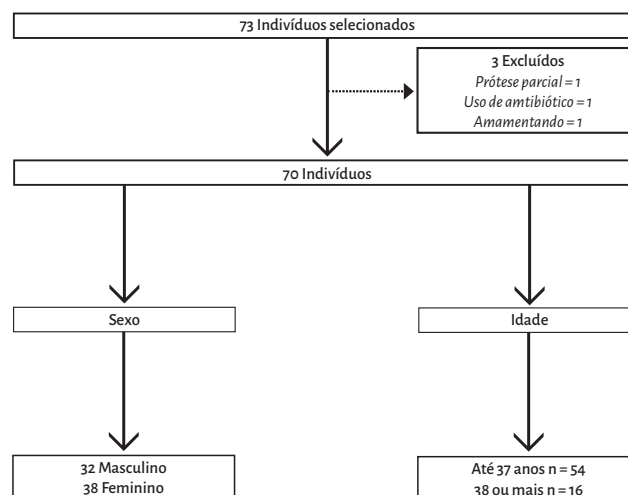 73 Indivíduos selecionados
3 Excluídos
Prótese parcial = 1
Uso de amtibiótico = 1
Amamentando = 1
70 Indivíduos
Sexo
Idade
32 Masculino
38 Feminino
Até 37 anos n = 54
38 ou mais n = 16